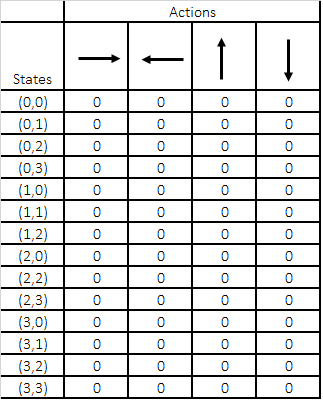 Actions
States
(0,0) 0 0 0 0
(0,1) 0 0 0 0
(0,2) 0 0 0 0
(0,3) 0 0 0 0
(1,0) 0 0 0 0
(1,1) 0 0 0 0
(1,2) 0 0 0 0
(2,0) 0 0 0 0
(2,2) 0 0 0 0
(2,3) 0 0 0 0
(3,0) 0 0 0 0
(3,1) 0 0 0 0
(3,2) 0 0 0 0
(3,3) 0 0 0 0